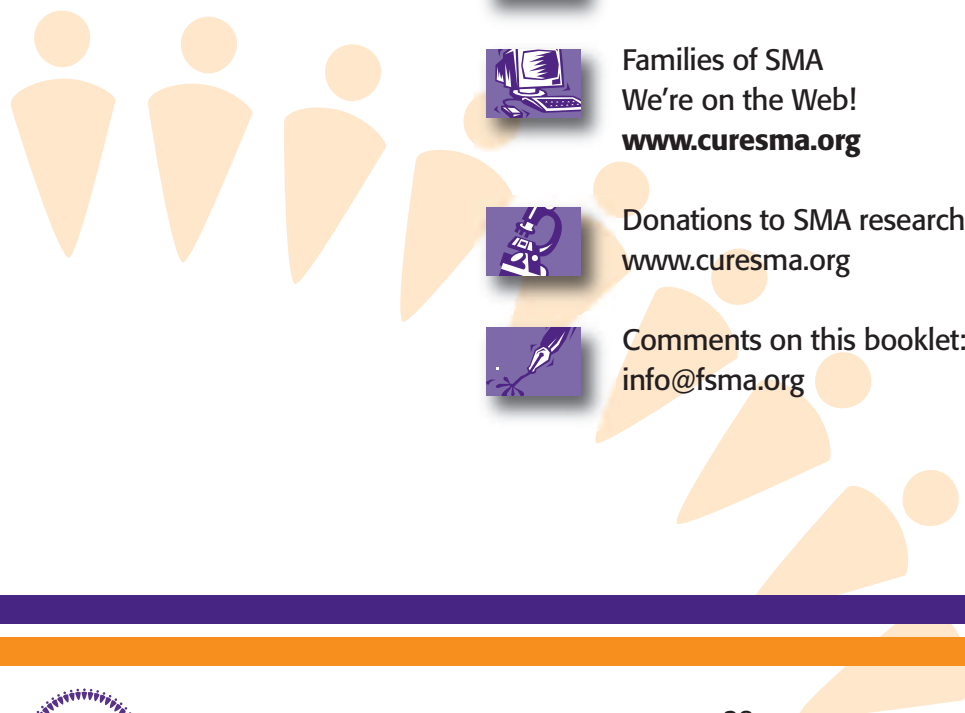 Families of SMA
We're on the Web!
www.curesma.org
Donations to SMA research:
www.curesma.org
Comments on this booklet:
info@fsma.org